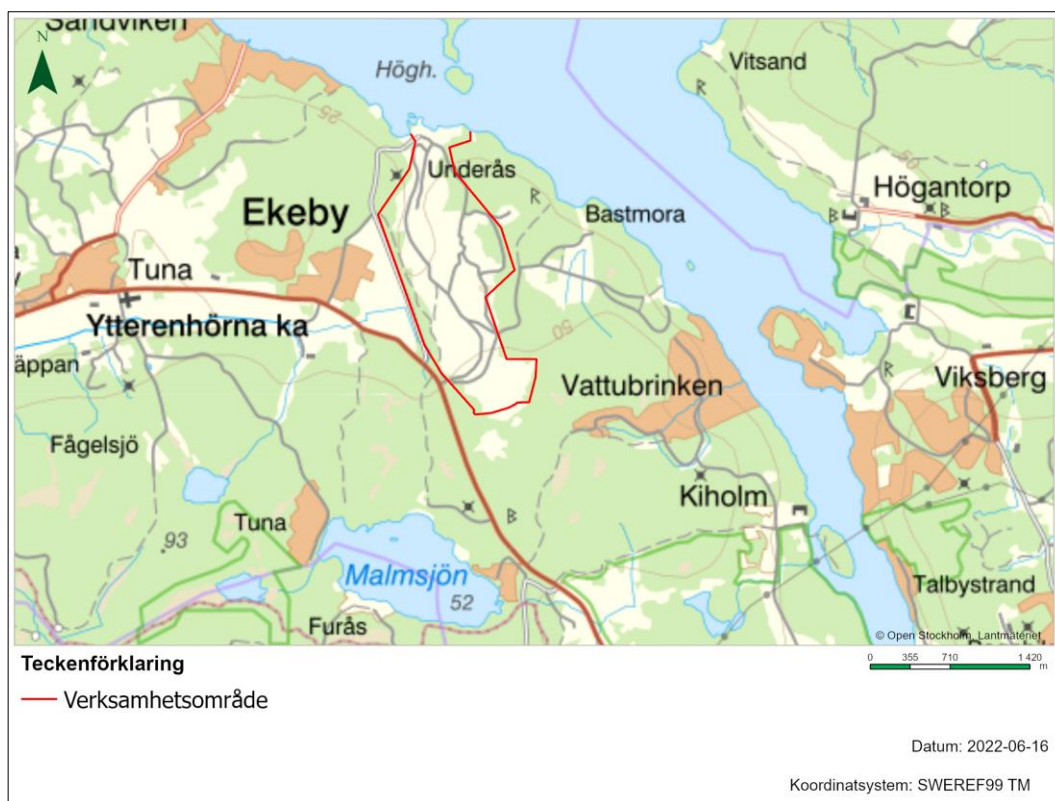 Sandviken
N
Högh.
Vitsand
R
25
Underås
Högantorp
B
B
Ekeby
R
Bastmora
Tuna
Ytterenhörna ka
50
äppan
Vattubrinken
R
Viksberg
Fågelsjö
Kiholm
Tuna
B
93
Malmsjön
52
Talbystrand
Furås
© Open Stockholm, Lantmäteriet
Teckenförklaring
0 355 710 1 420
m
Verksamhetsområde
Datum: 2022-06-16
Koordinatsystem: SWEREF99 TM